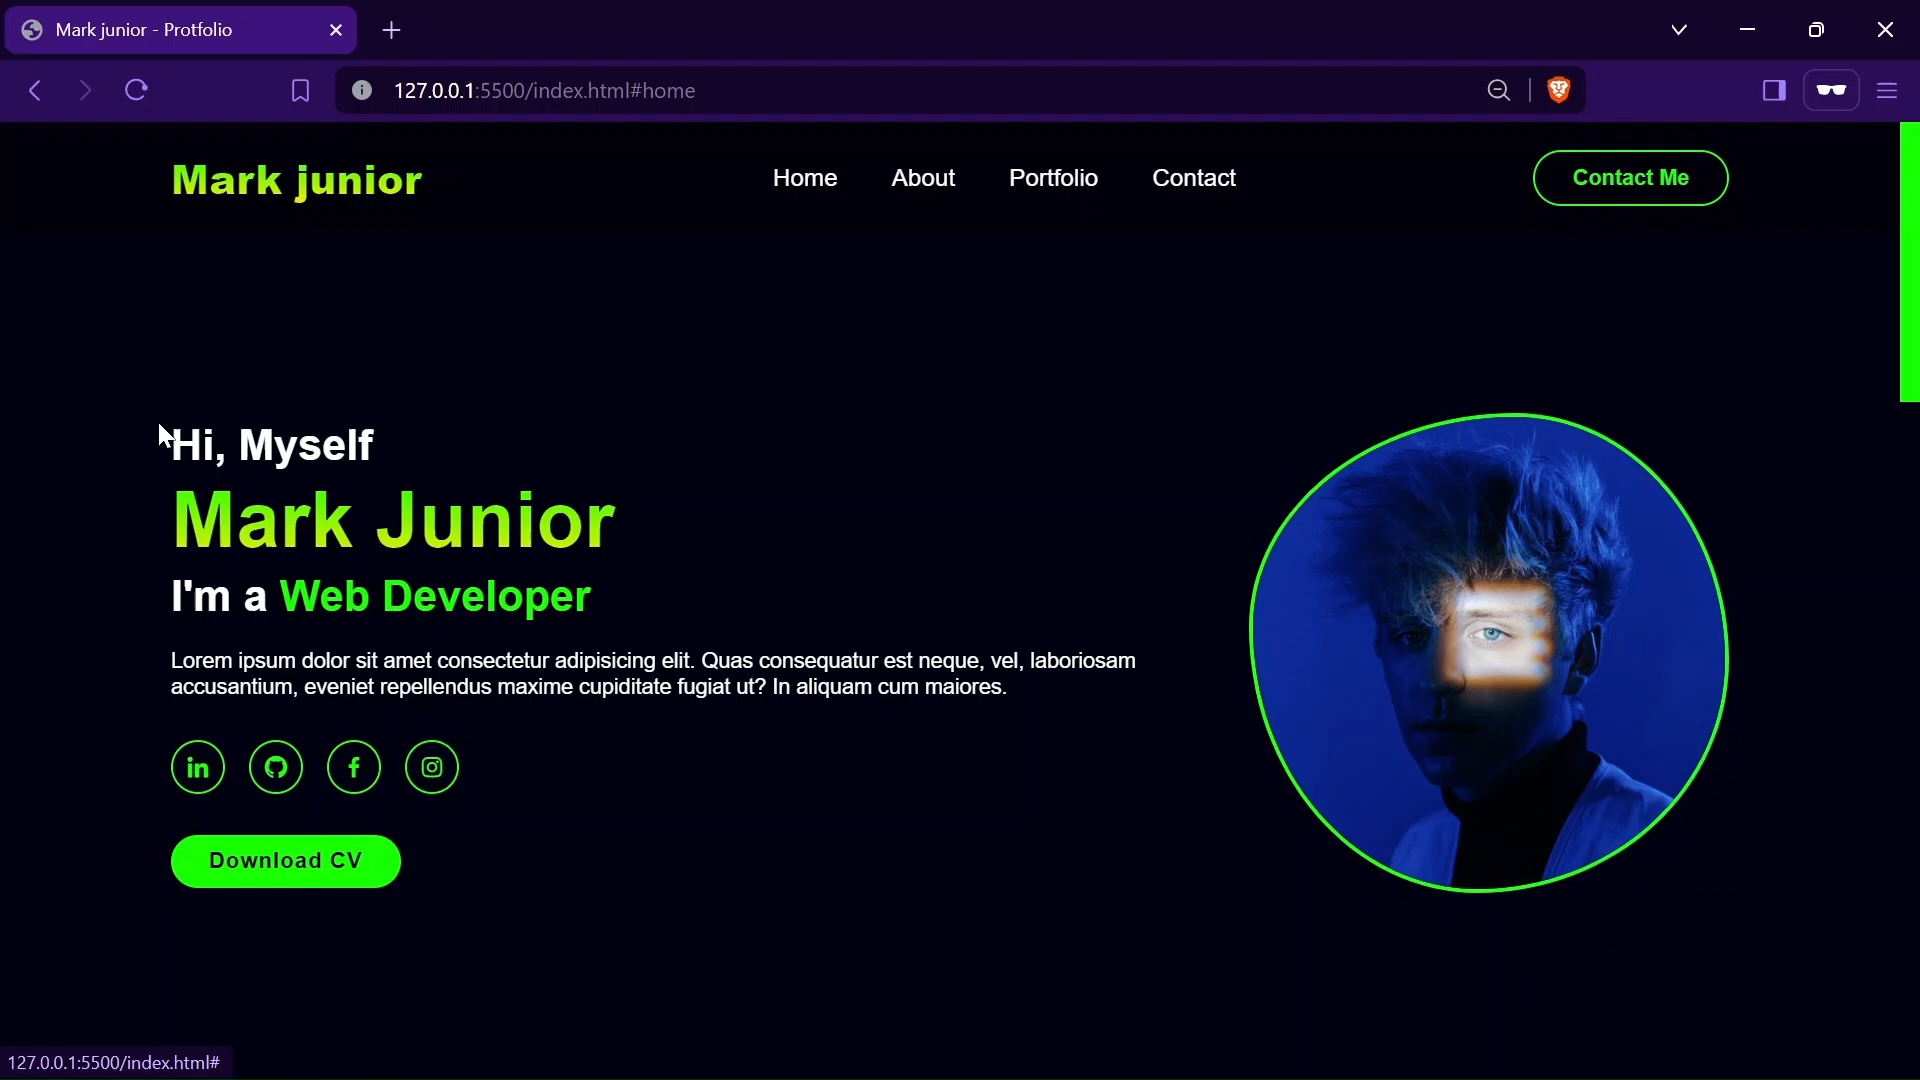 Mark junior - Protfolio
127.0.0.1:5500/index.html#home
Mark junior
Home About Portfolio Contact
Contact Me
Hi, Myself
Mark Junior
I'm a Web Developer
Lorem ipsum dolor sit amet consectetur adipisicing elit. Quas consequatur est neque, vel, laboriosam
accusantium, eveniet repellendus maxime cupiditate fugiat ut? In aliquam cum maiores.
in
Download CV
127.0.0.1:5500/index.html#